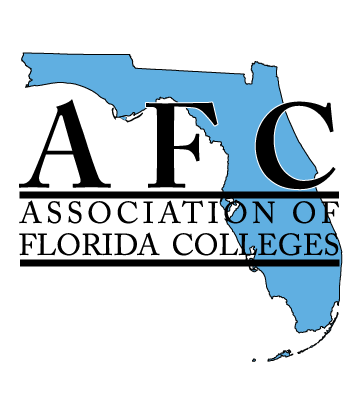 AFC
ASSOCIATION OF
FLORIDA COLLEGES